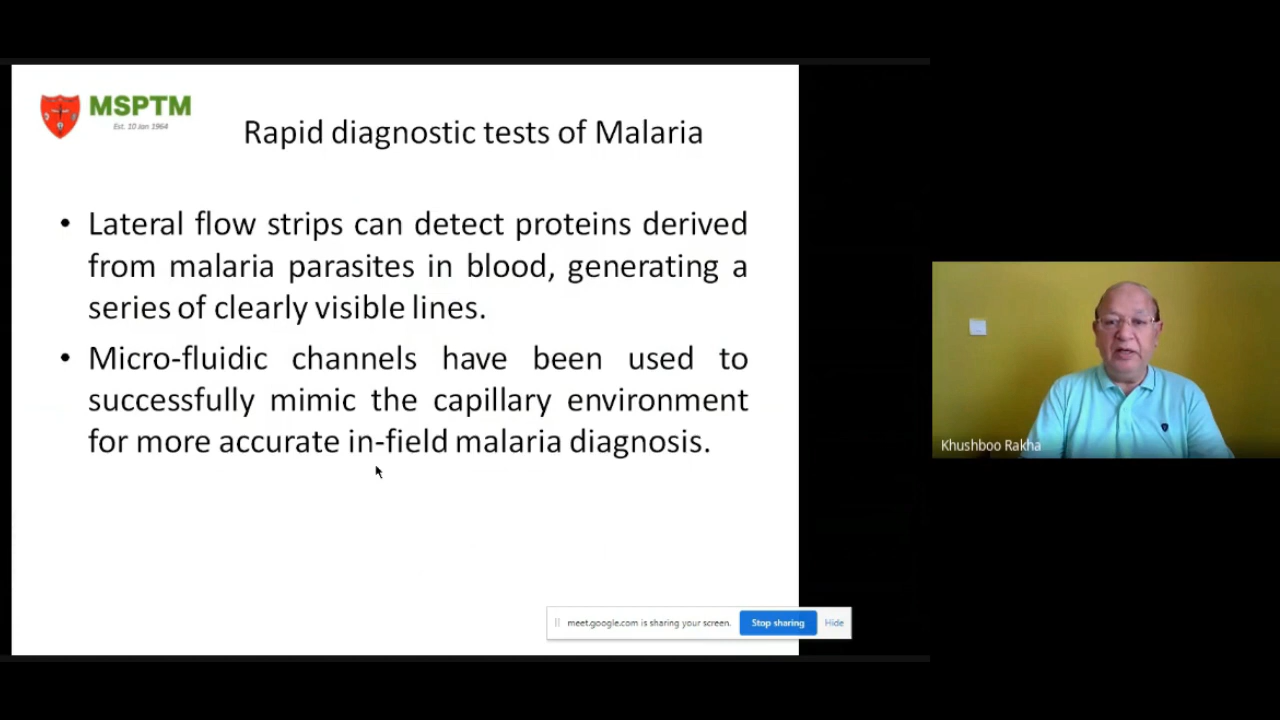 MSPTM
Est. 10 Jan 1964
Rapid diagnostic tests of Malaria
• Lateral flow strips can detect proteins derived
from malaria parasites in blood, generating a
series of clearly visible lines.
• Micro-fluidic channels have been used to
successfully mimic the capillary environment
for more accurate in-field malaria diagnosis.
meet.google.com is sharing your screen.
Stop sharing
Hide
Khushboo Rakha